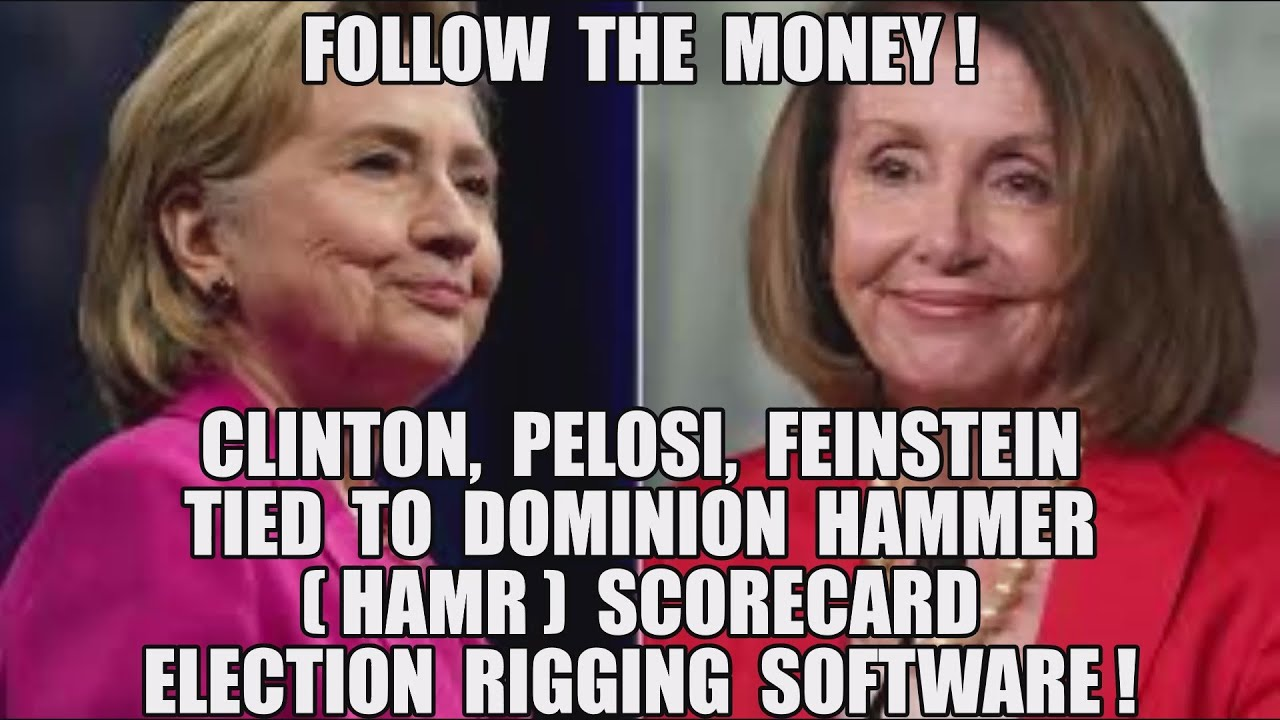 FOLLOW THE MONEY!
CLINTON, PELOSI, FEINSTEIN
TIED TO DOMINION HAMMER
(HAMR) SCORECARD
ELECTION RIGGING SOFTWARE!